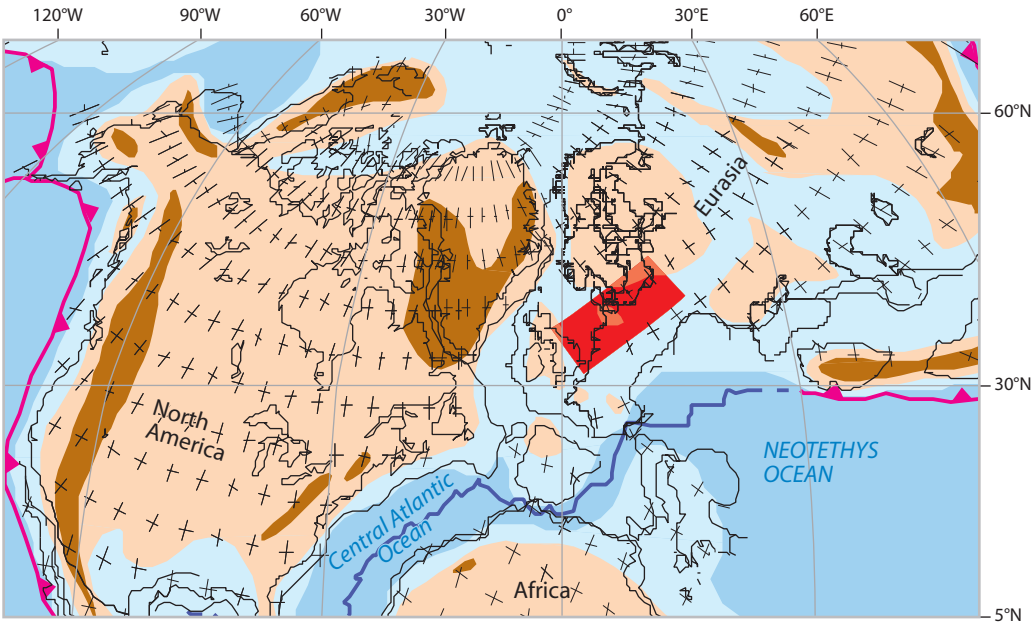 120°W 90°W 60°W 30°W 0° 30°E 60°E
60°N
Eurasia
30°N
North
America
NEOTETHYS
OCEAN
Central Atlantic
Ocean
Africa
5°N